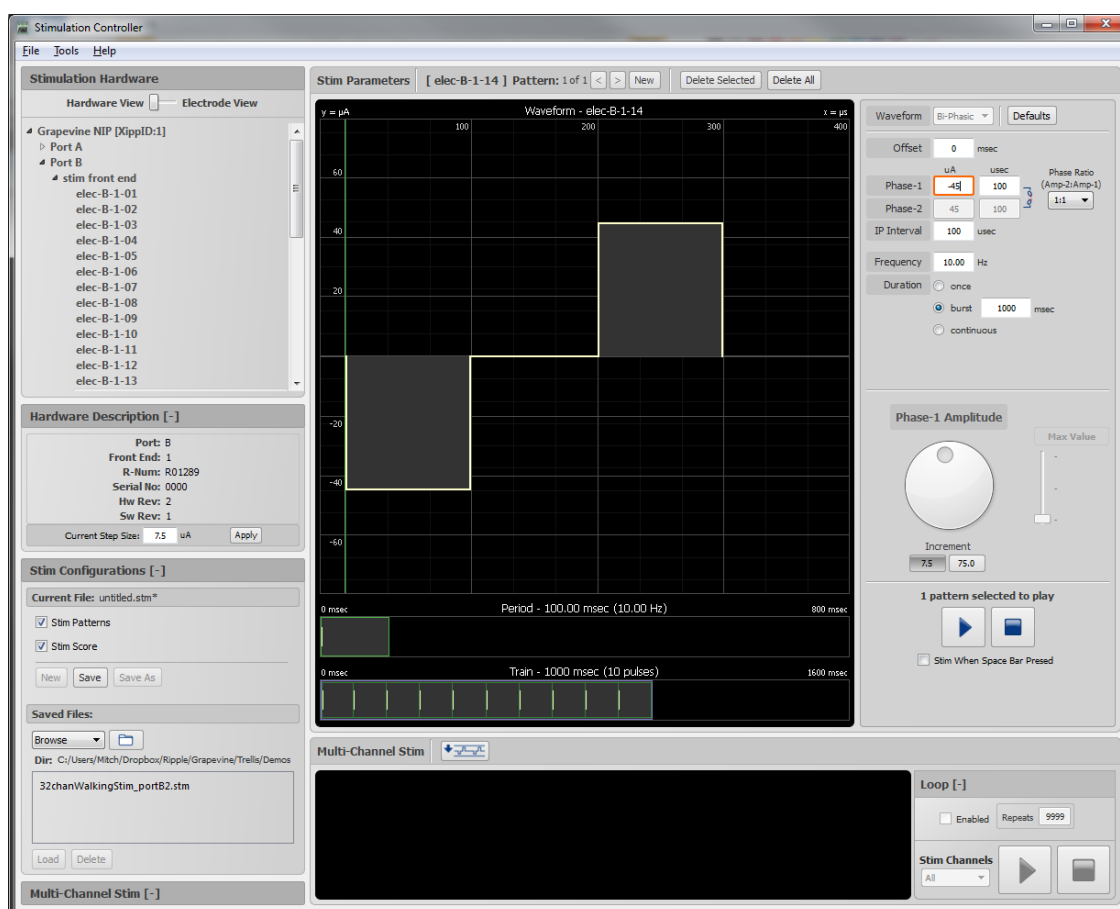 Stimulation Controller
File Tools Help
Stimulation Hardware
Hardware View Electrode View
Grapevine NIP [XippID:1]
Port A
Port B
stim front end
elec-B-1-01
elec-B-1-02
elec-B-1-03
elec-B-1-04
elec-B-1-05
elec-B-1-06
elec-B-1-07
elec-B-1-08
elec-B-1-09
elec-B-1-10
elec-B-1-11
elec-B-1-12
elec-B-1-13
Hardware Description [-]
Port: B
Front End: 1
R-Num: R01289
Serial No: 0000
Hw Rev: 2
Sw Rev: 1
Current Step Size: 7.5 uA Apply
Stim Configurations [-]
Current File: untitled.stm*
Stim Patterns
Stim Score
New Save Save As
Saved Files:
Browse
Dir: C:/Users/Mitch/Dropbox/Ripple/Grapevine/Trellis/Demos
32chanWalkingStim_portB2.stm
Load Delete
Multi-Channel Stim [-]
Stim Parameters [ elec-B-1-14 ] Pattern: 1 of 1 < > New Delete Selected Delete All
y = µA Waveform - elec-B-1-14 x = µs
100 200 300 400
60
40
20
-20
-40
-60
0 msec Period - 100.00 msec (10.00 Hz) 800 msec
0 msec Train - 1000 msec (10 pulses) 1600 msec
Waveform Bi-Phasic Defaults
Offset 0 msec
uA usec Phase Ratio
(Amp-2:Amp-1)
Phase-1 -45 100
1:1
Phase-2 45 100
IP Interval 100 usec
Frequency 10.00 Hz
Duration once
burst 1000 msec
continuous
Phase-1 Amplitude
Max Value
Increment
7.5 75.0
1 pattern selected to play
Stim When Space Bar Presed
Multi-Channel Stim
Loop [-]
Enabled Repeats 9999
Stim Channels
All